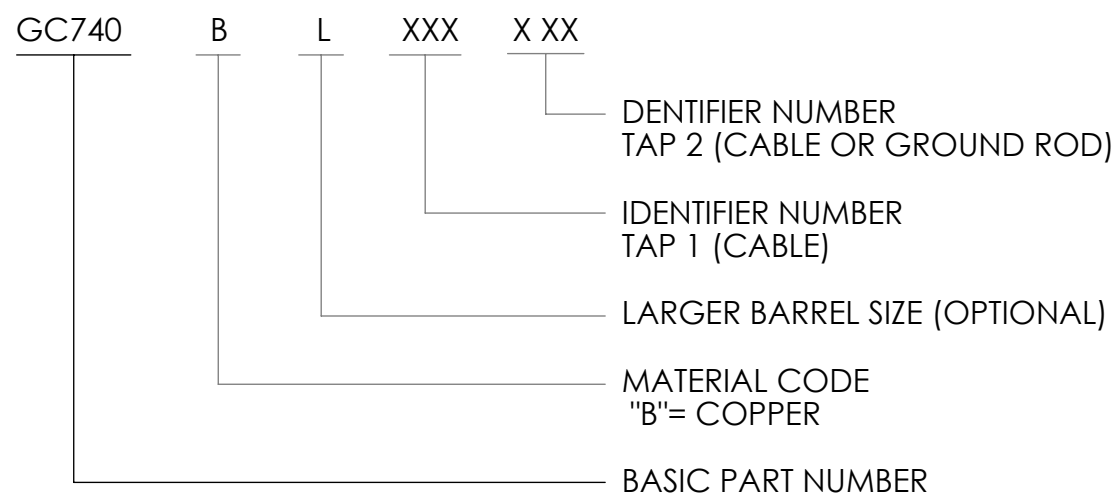 GC740 B L XXX X XX
DENTIFIER NUMBER
TAP 2 (CABLE OR GROUND ROD)
IDENTIFIER NUMBER
TAP 1 (CABLE)
LARGER BARREL SIZE (OPTIONAL)
MATERIAL CODE
"B"= COPPER
BASIC PART NUMBER